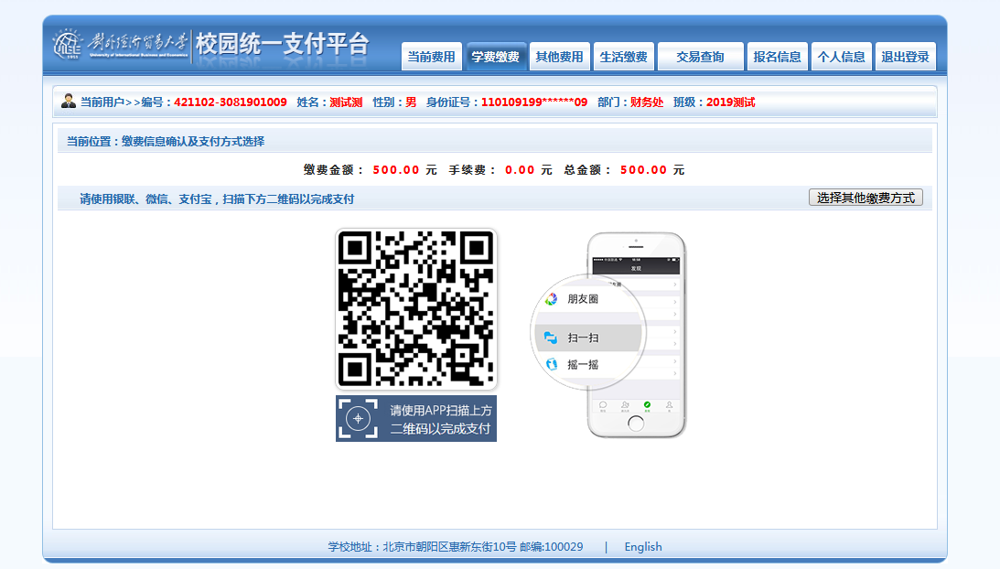 对外经济贸易大学 校园统一支付平台
University of International Business and Economics
当前费用 学费缴费 其他费用 生活缴费 交易查询 报名信息 个人信息 退出登录
当前用户>>编号：421102-3081901009 姓名：测试测 性别：男 身份证号：110109199******09 部门：财务处 班级：2019测试
当前位置：缴费信息确认及支付方式选择
缴费金额： 500.00 元 手续费： 0.00 元 总金额： 500.00 元
请使用银联、微信、支付宝，扫描下方二维码以完成支付
选择其他缴费方式
发现
朋友圈
扫一扫
摇一摇
请使用APP扫描上方
二维码以完成支付
学校地址：北京市朝阳区惠新东街10号 邮编:100029 | English